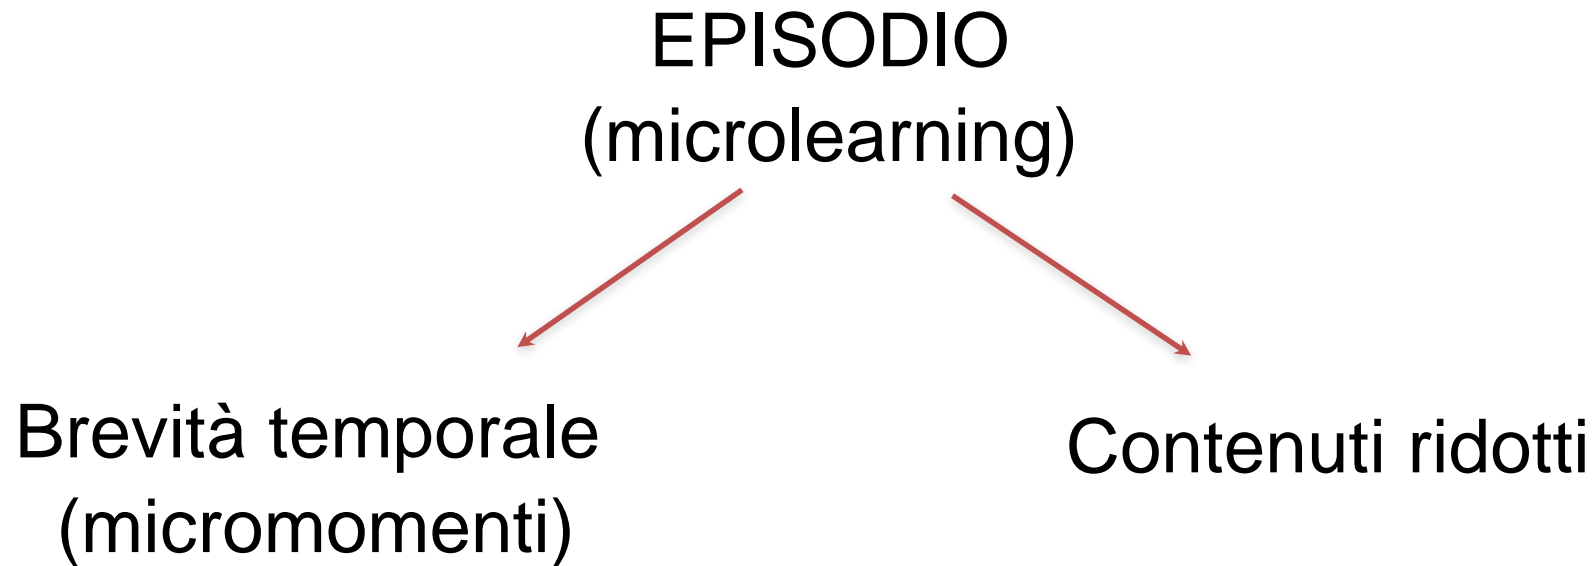 EPISODIO
(microlearning)
Brevità temporale
(micromomenti)
Contenuti ridotti